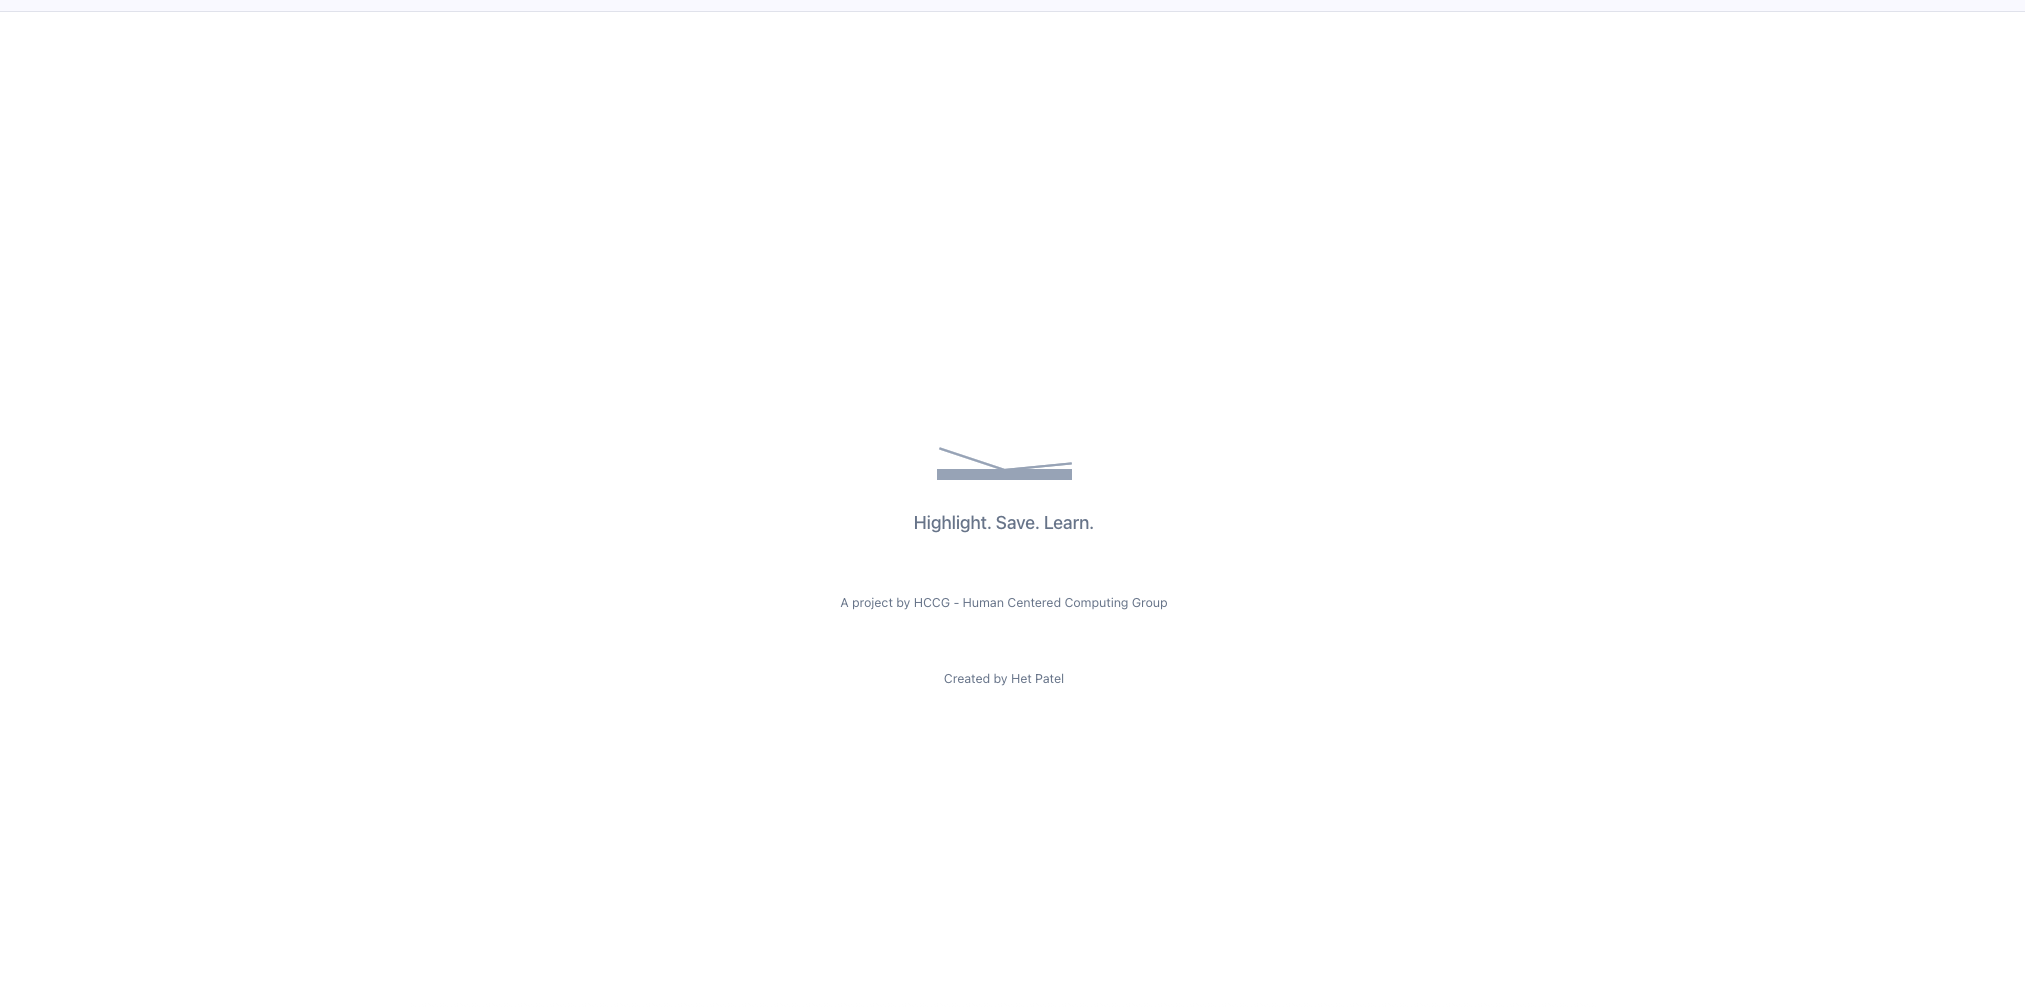 Highlight. Save. Learn.
A project by HCCG - Human Centered Computing Group
Created by Het Patel